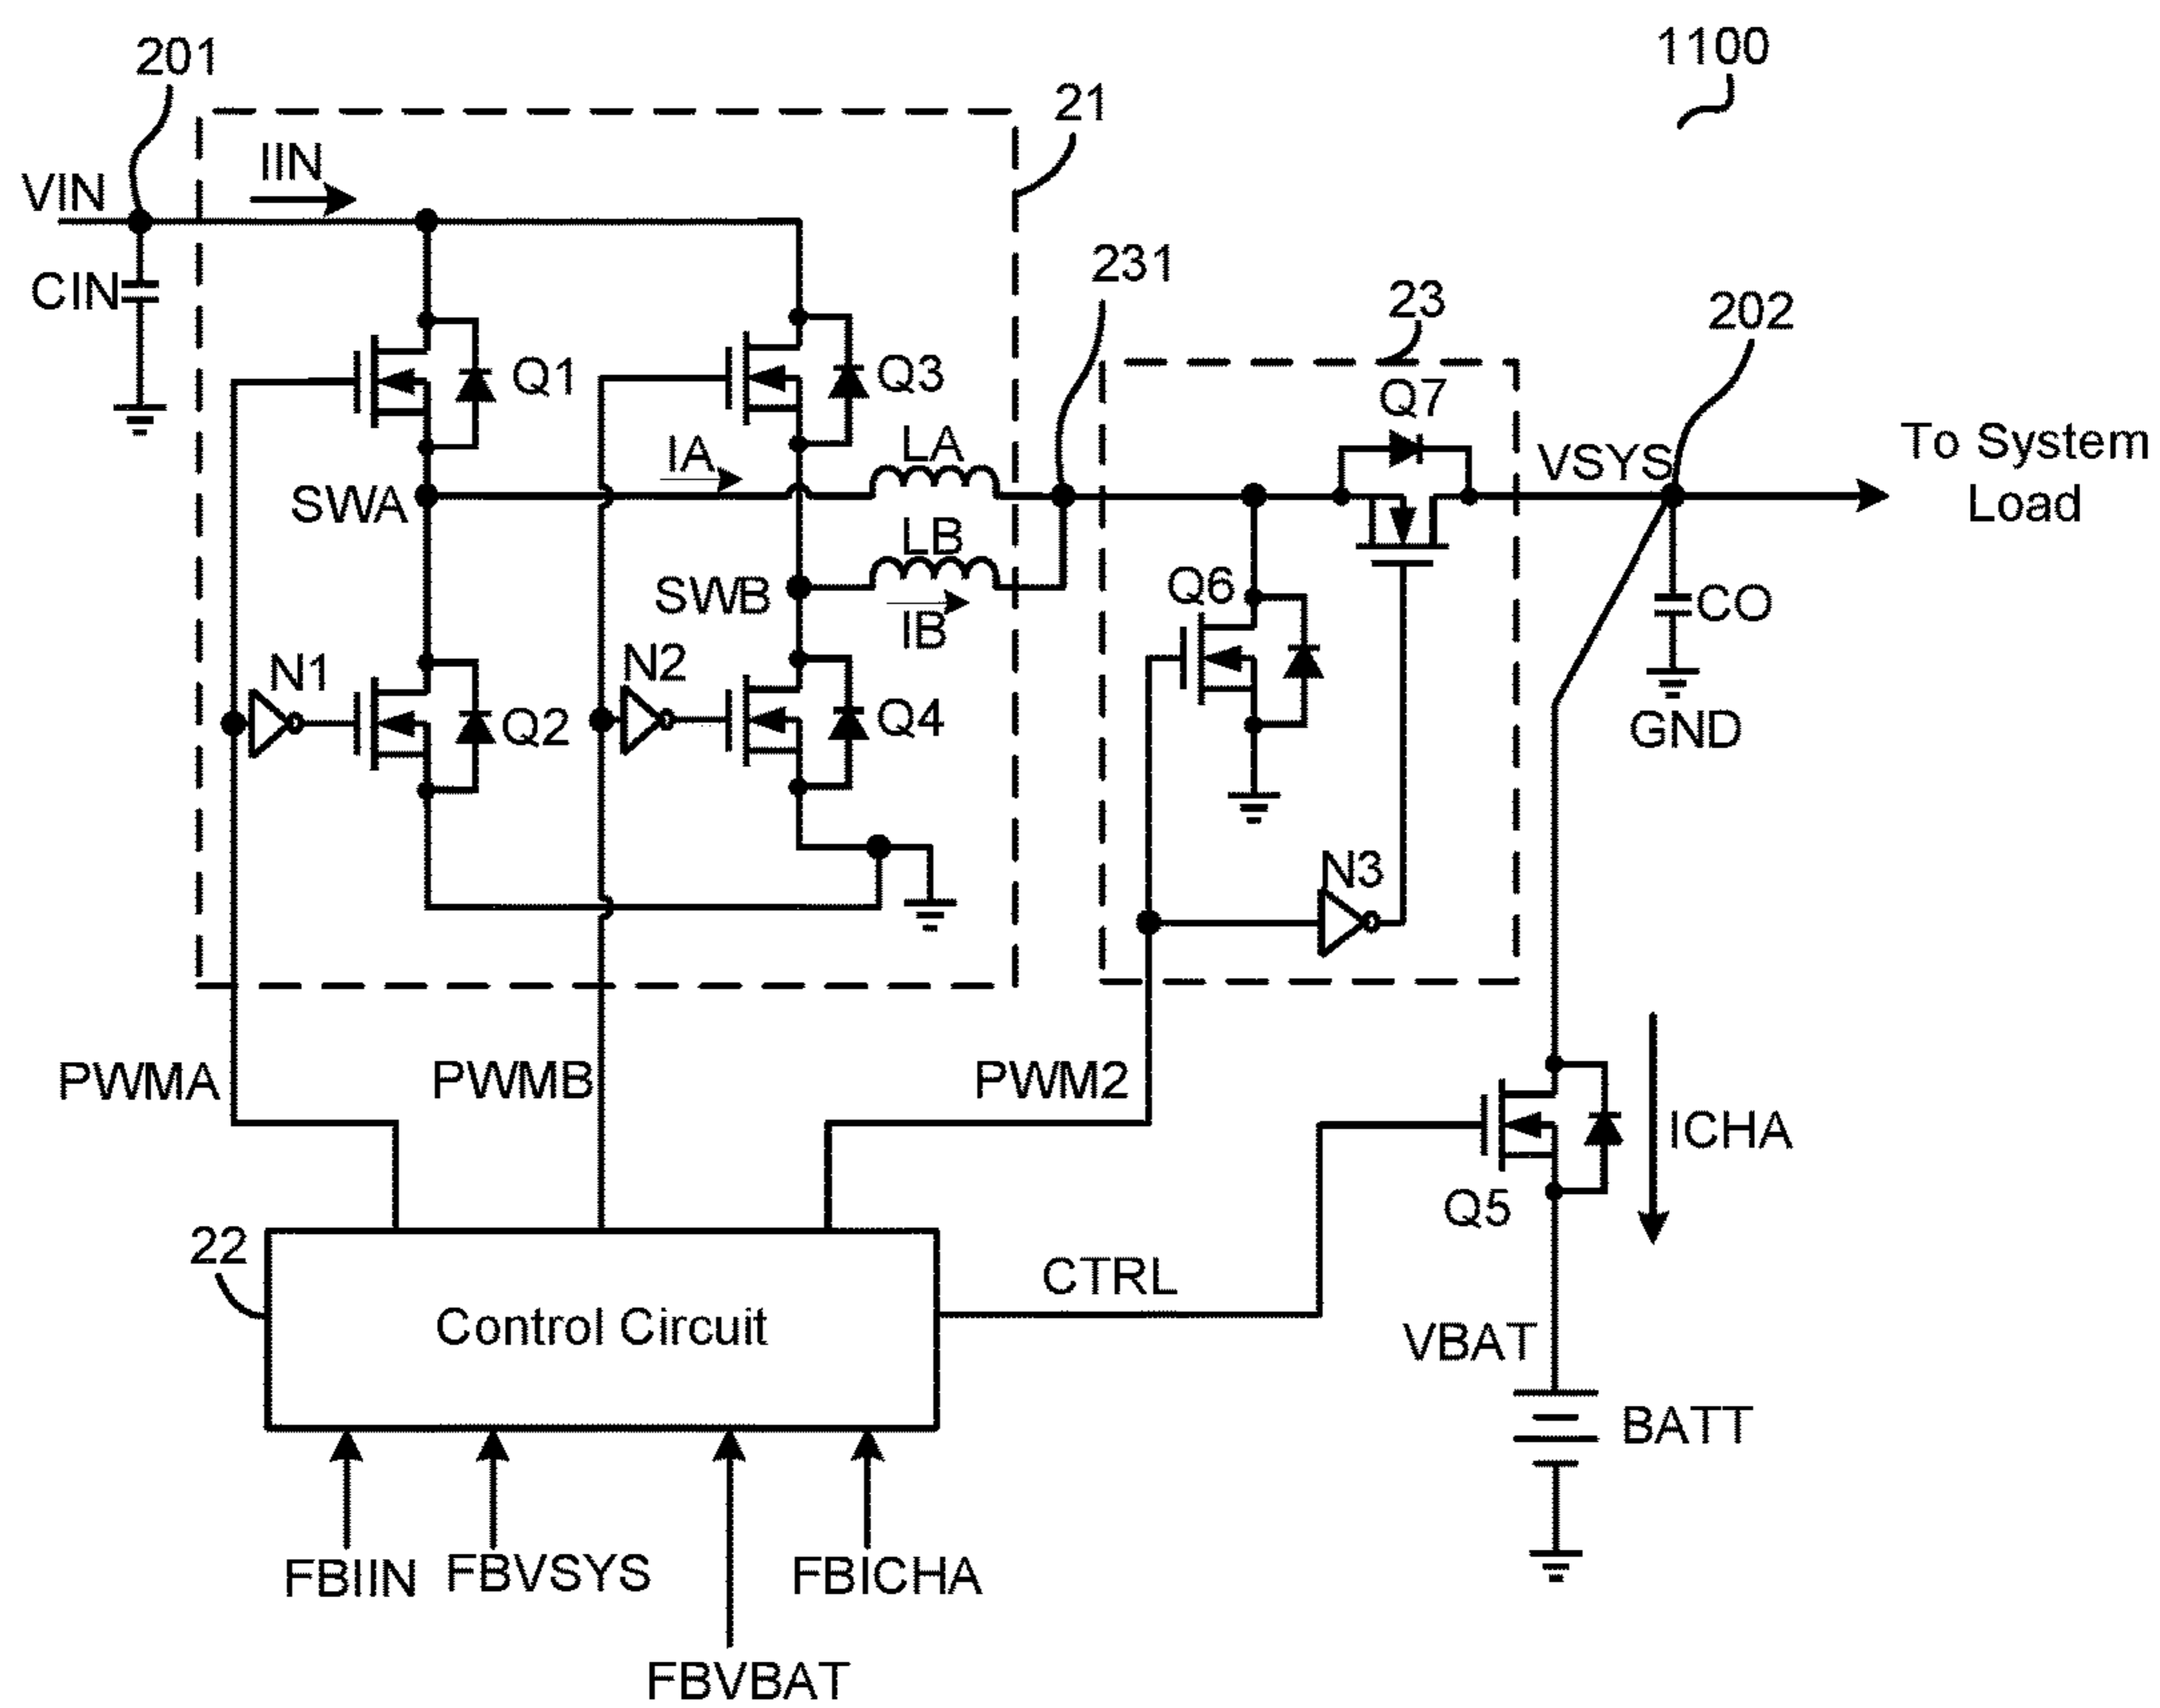 201
1100
21
IIN
VIN
231
CIN
23
202
Q1
Q3
Q7
LA
IA
VSYS
To System
Load
SWA
LB
SWB
Q6
CO
IB
N1
N2
Q2
Q4
GND
N3
PWMA
PWMB
PWM2
ICHA
Q5
22
CTRL
Control Circuit
VBAT
BATT
FBIIN
FBVSYS
FBICHA
FBVBAT